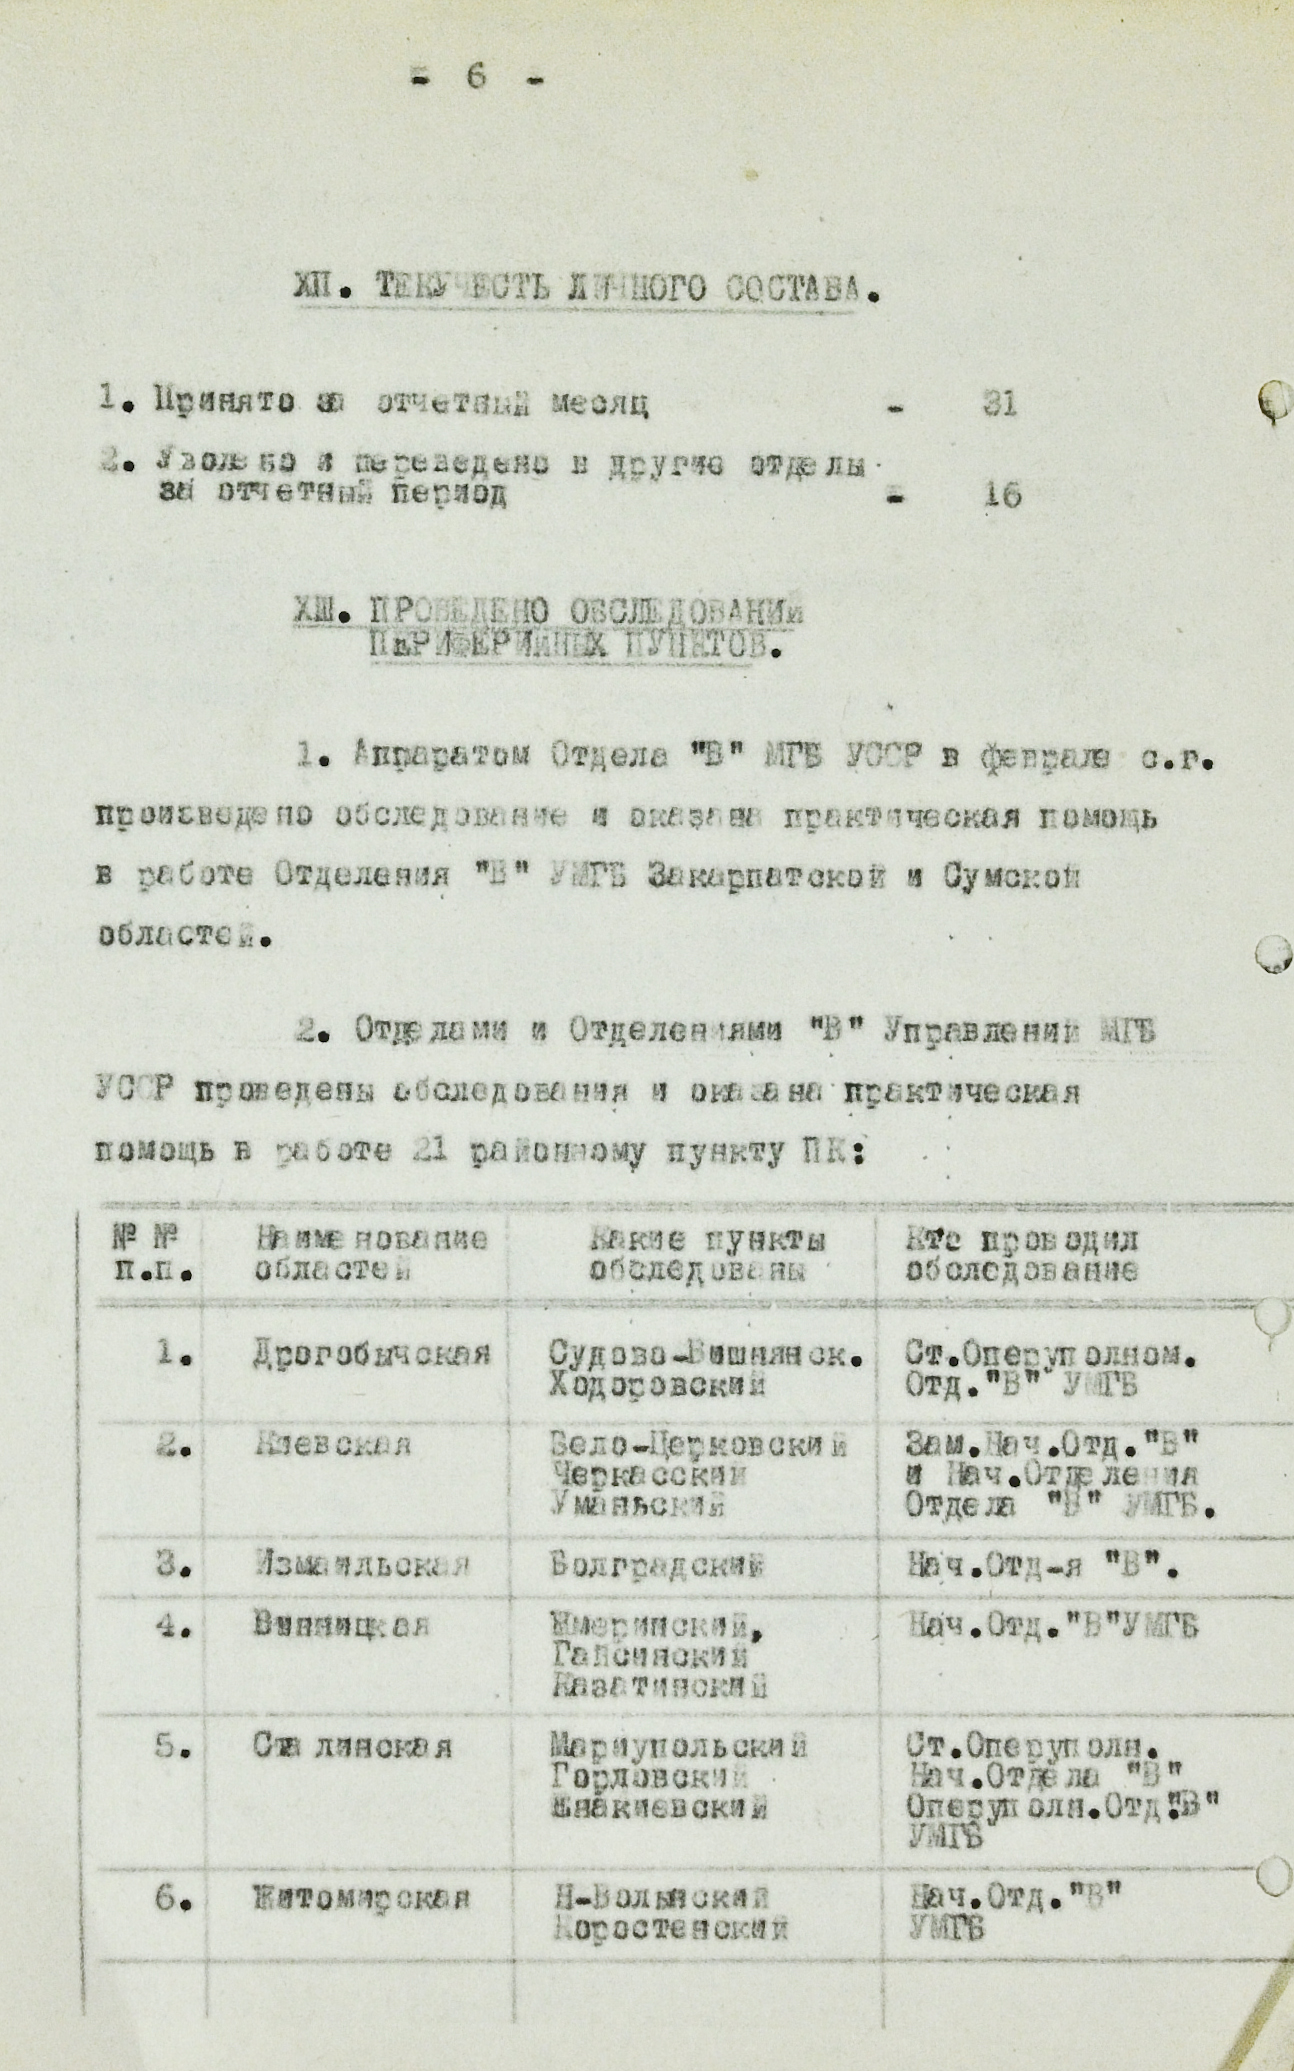 - 6 -
ХП. ТЕКУЧЕСТЬ ЛИЧНОГО СОСТАВА.
1. Принято за отчетный месяц - 31
2. Уволено и переведено в другие отделы
за отчетный период - 16
ХШ. ПРОВЕДЕНО ОБСЛЕДОВАНИЙ
ПЕРИФЕРИЙНЫХ ПУНКТОВ.
1. Аппаратом Отдела "В" МГБ УССР в феврале с.г.
произведено обследование и оказана практическая помощь
в работе Отделения "В" УМГБ Закарпатской и Сумской
областей.
2. Отделами и Отделениями "В" Управлений МГБ
УССР проведены обследования и оказана практическая
помощь в работе 21 районному пункту ПК:
№ № Наименование Какие пункты Кто проводил
п.п. областей обследованы обследование
1. Дрогобычская Судово-Вишнянск. Ст.Оперуполном.
Ходоровский Отд."В" УМГБ
2. Киевская Бело-Церковский Зам.Нач.Отд."В"
Черкасский и Нач.Отделения
Уманьский Отдела "В" УМГБ.
3. Измаильская Болградский Нач.Отд-я "В".
4. Винницкая Жмеринский, Нач.Отд."В"УМГБ
Гайсинский
Казатинский
5. Сталинская Мариупольский Ст.Оперуполн.
Горловский Нач.Отдела "В"
Енакиевский Оперуполн.Отд."В"
УМГБ
6. Житомирская Н-Волынский Нач.Отд."В"
Коростенский УМГБ